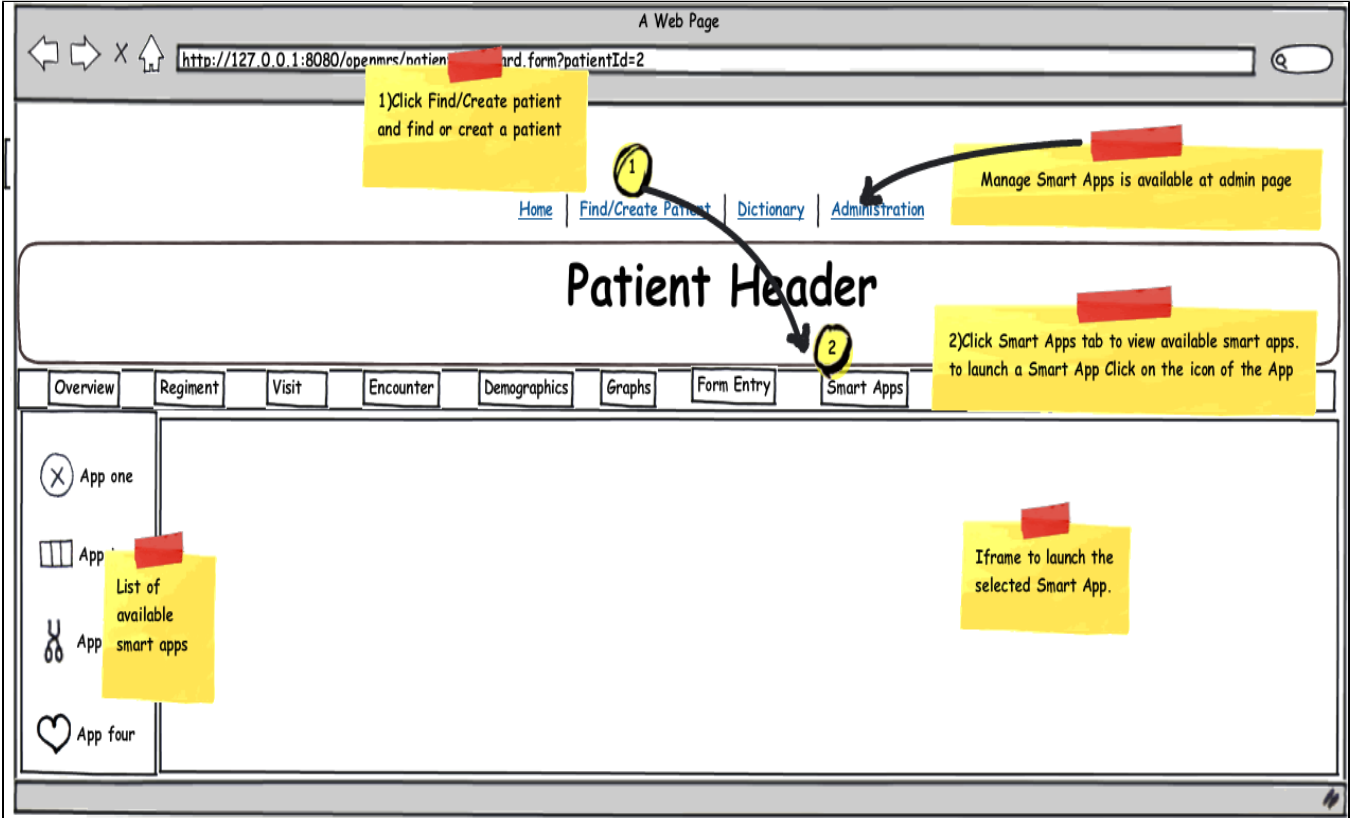 A Web Page
http://127.0.0.1:8080/openmrs/patien ard.form?patientId=2
1)Click Find/Create patient
and find or creat a patient
1
Manage Smart Apps is available at admin page
Home Find/Create Patient Dictionary Administration
Patient Header
2
2)Click Smart Apps tab to view available smart apps.
to launch a Smart App Click on the icon of the App
Overview Regiment Visit Encounter Demographics Graphs Form Entry Smart Apps
App one
App
List of
available
smart apps
App
App four
Iframe to launch the
selected Smart App.